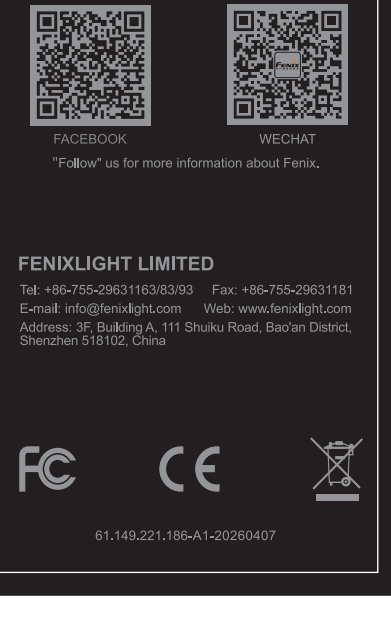 FENIX
FACEBOOK
WECHAT
"Follow" us for more information about Fenix.
FENIXLIGHT LIMITED
Tel: +86-755-29631163/83/93 Fax: +86-755-29631181
E-mail: info@fenixlight.com Web: www.fenixlight.com
Address: 3F, Building A, 111 Shuiku Road, Bao'an District,
Shenzhen 518102, China
FC CE
61.149.221.186-A1-20260407